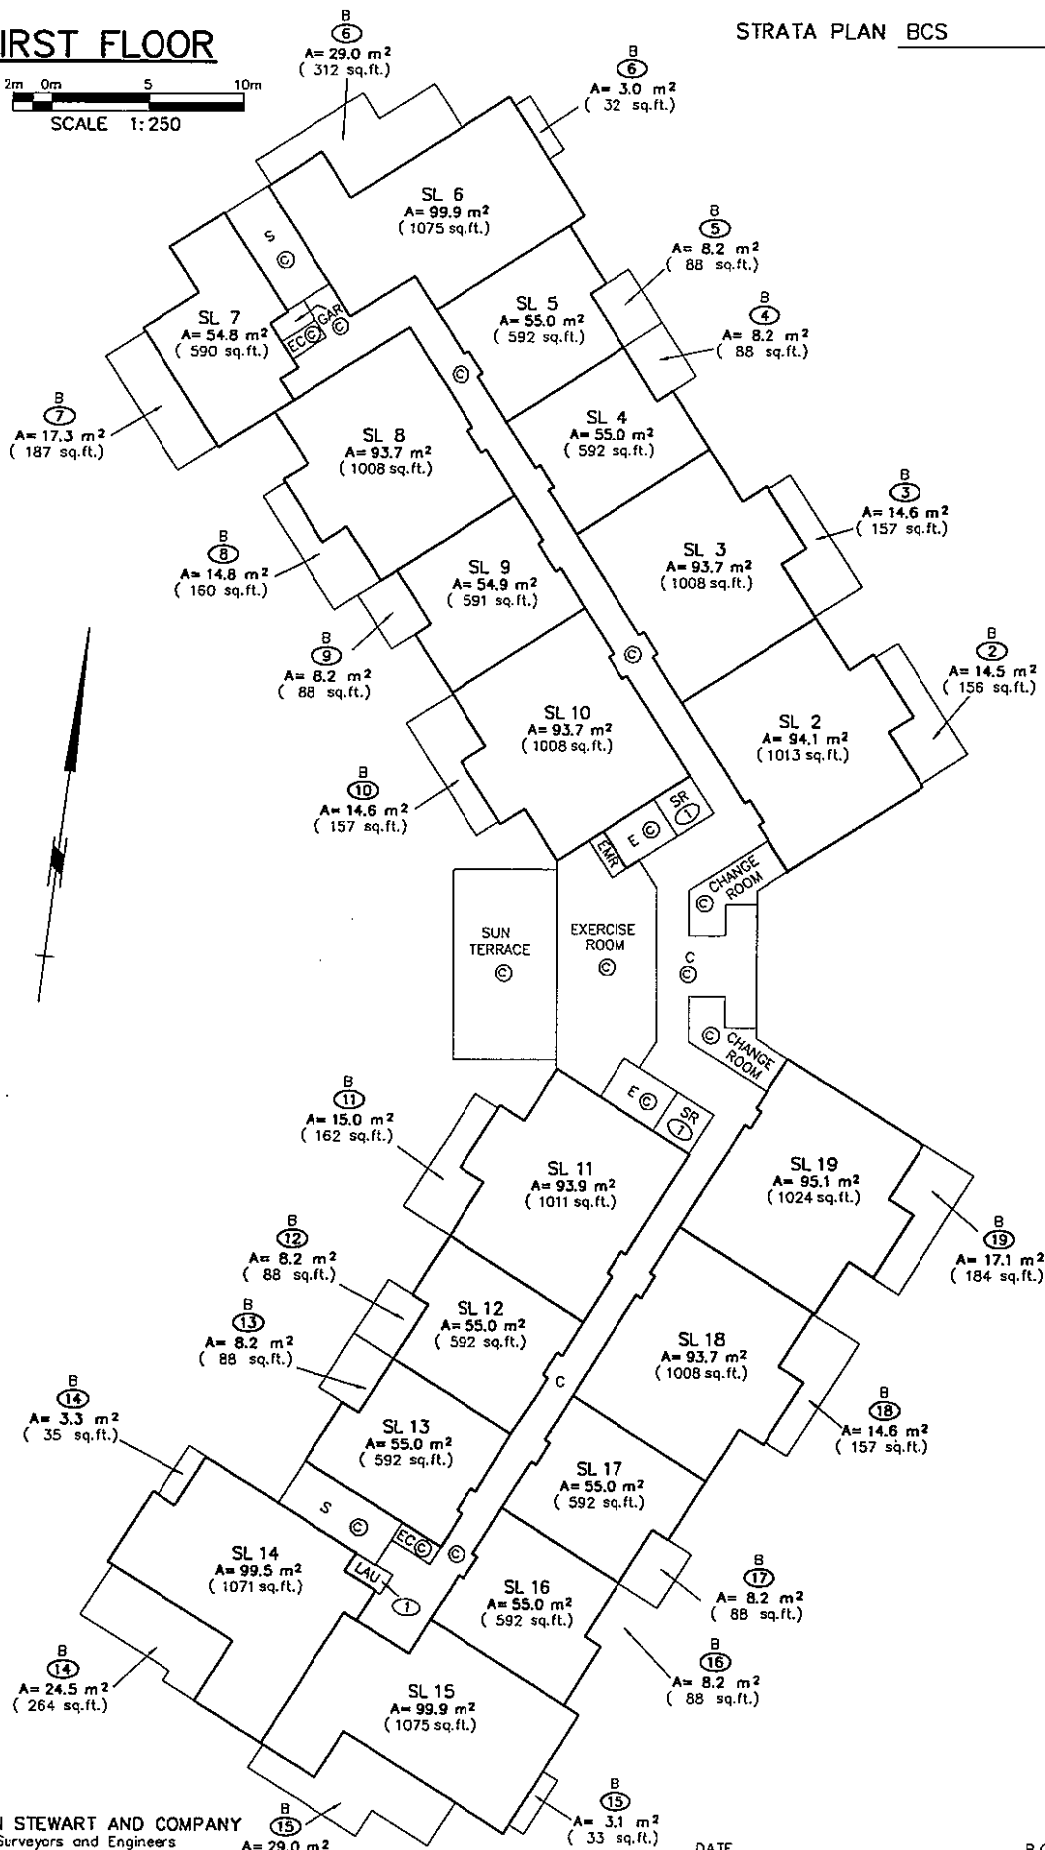 IRST FLOOR
STRATA PLAN BCS
2m 0m 5 10m
SCALE 1:250
B
6
A= 29.0 m²
( 312 sq.ft.)
B
6
A= 3.0 m²
( 32 sq.ft.)
SL 6
A= 99.9 m²
( 1075 sq.ft.)
S
C
B
5
A= 8.2 m²
( 88 sq.ft.)
SL 5
A= 55.0 m²
( 592 sq.ft.)
SL 7
A= 54.8 m²
( 590 sq.ft.)
GAR
C
EC C
B
4
A= 8.2 m²
( 88 sq.ft.)
C
B
7
A= 17.3 m²
( 187 sq.ft.)
SL 4
A= 55.0 m²
( 592 sq.ft.)
SL 8
A= 93.7 m²
( 1008 sq.ft.)
B
3
A= 14.6 m²
( 157 sq.ft.)
B
8
A= 14.8 m²
( 160 sq.ft.)
SL 3
A= 93.7 m²
( 1008 sq.ft.)
SL 9
A= 54.9 m²
( 591 sq.ft.)
B
9
A= 8.2 m²
( 88 sq.ft.)
C
B
2
A= 14.5 m²
( 156 sq.ft.)
SL 10
A= 93.7 m²
( 1008 sq.ft.)
SL 2
A= 94.1 m²
( 1013 sq.ft.)
B
10
A= 14.6 m²
( 157 sq.ft.)
SR
1
E C
EMR
CHANGE
ROOM
C
SUN
TERRACE
C
EXERCISE
ROOM
C
C
C
C
CHANGE
ROOM
E C
SR
1
B
11
A= 15.0 m²
( 162 sq.ft.)
SL 11
A= 93.9 m²
( 1011 sq.ft.)
SL 19
A= 95.1 m²
( 1024 sq.ft.)
B
19
A= 17.1 m²
( 184 sq.ft.)
B
12
A= 8.2 m²
( 88 sq.ft.)
SL 12
A= 55.0 m²
( 592 sq.ft.)
B
13
A= 8.2 m²
( 88 sq.ft.)
SL 18
A= 93.7 m²
( 1008 sq.ft.)
C
B
14
A= 3.3 m²
( 35 sq.ft.)
B
18
A= 14.6 m²
( 157 sq.ft.)
SL 13
A= 55.0 m²
( 592 sq.ft.)
SL 17
A= 55.0 m²
( 592 sq.ft.)
S
C
EC C
C
SL 14
A= 99.5 m²
( 1071 sq.ft.)
LAU
1
SL 16
A= 55.0 m²
( 592 sq.ft.)
B
17
A= 8.2 m²
( 88 sq.ft.)
B
14
A= 24.5 m²
( 264 sq.ft.)
B
16
A= 8.2 m²
( 88 sq.ft.)
SL 15
A= 99.9 m²
( 1075 sq.ft.)
B
15
A= 3.1 m²
( 33 sq.ft.)
B
15
A= 29.0 m²
N STEWART AND COMPANY
Surveyors and Engineers
DATE
B.C